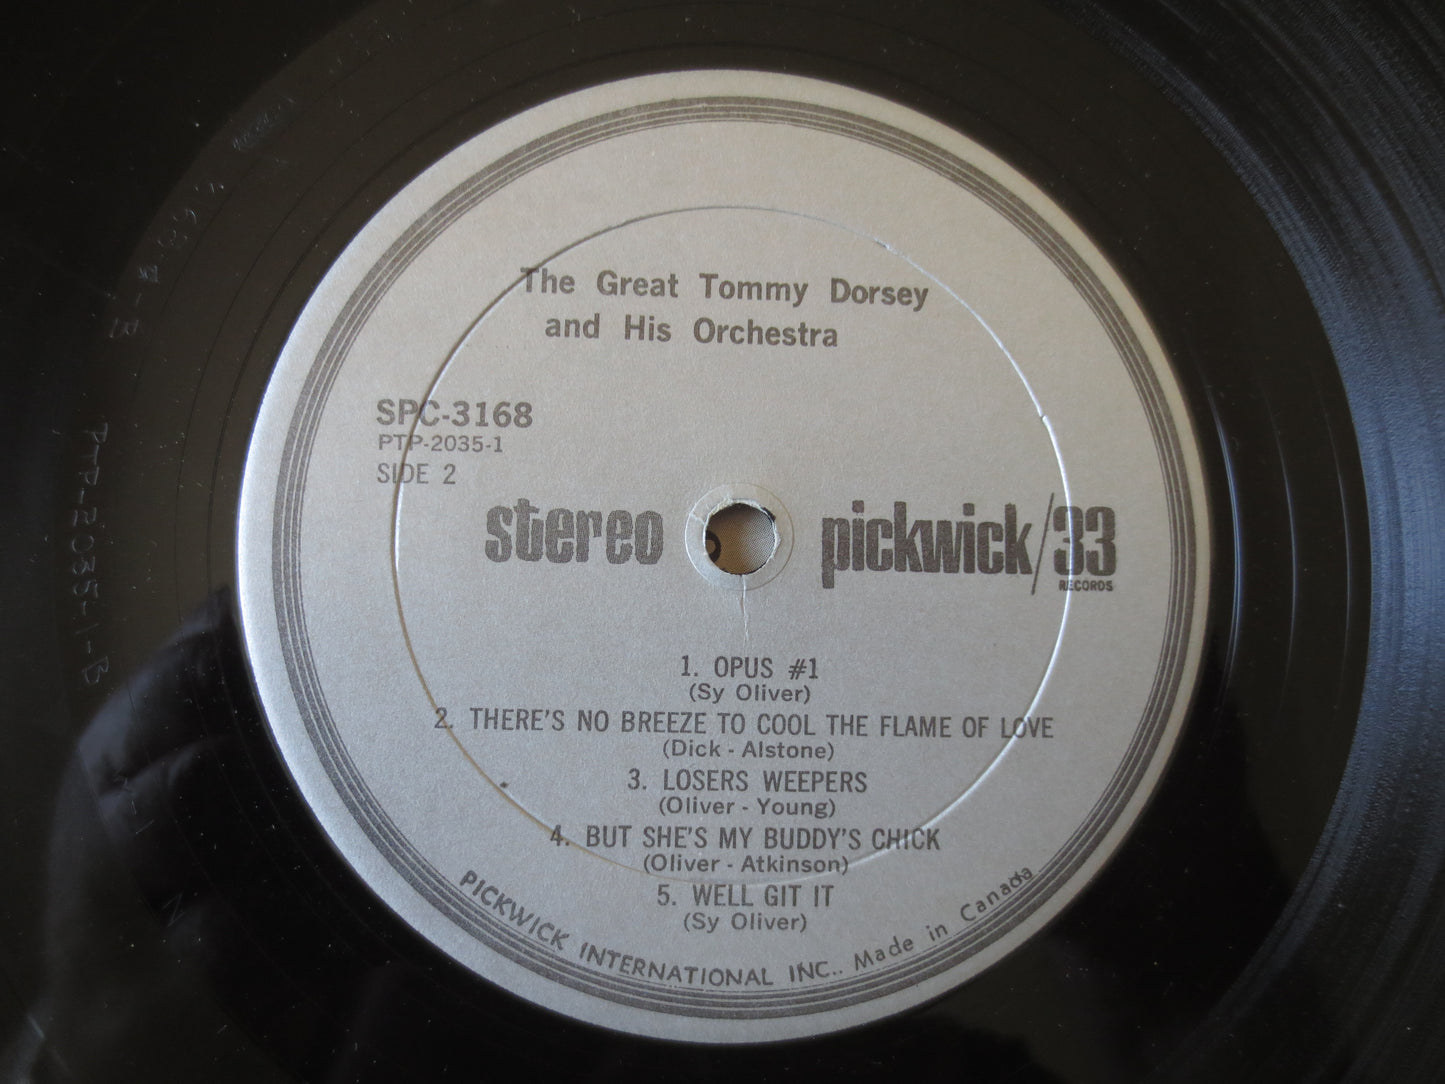 The Great Tommy Dorsey
and His Orchestra
SPC-3168
PTP-2035-1
SIDE 2
stereo
pickwick/33
RECORDS
1. OPUS #1
(Sy Oliver)
2. THERE'S NO BREEZE TO COOL THE FLAME OF LOVE
(Dick - Alstone)
3. LOSERS WEEPERS
(Oliver - Young)
4. BUT SHE'S MY BUDDY'S CHICK
(Oliver - Atkinson)
5. WELL GIT IT
(Sy Oliver)
PICKWICK INTERNATIONAL INC.. Made in Canada
PTP-2035-1-B